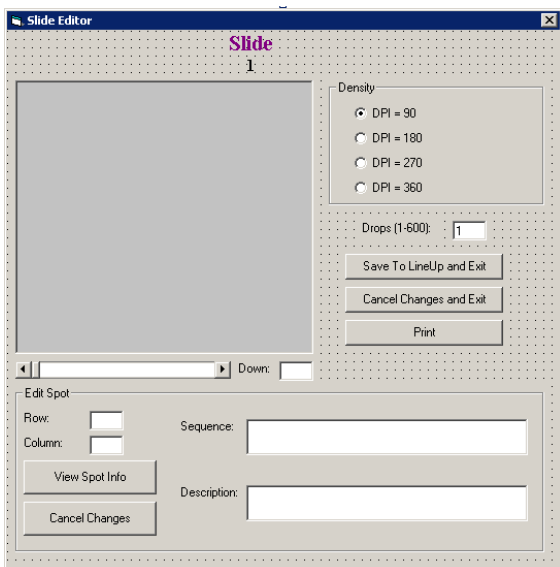 Slide Editor
Slide
1
Density
DPI = 90
DPI = 180
DPI = 270
DPI = 360
Drops (1-600): 1
Save To LineUp and Exit
Cancel Changes and Exit
Print
Down:
Edit Spot
Row:
Column:
Sequence:
View Spot Info
Description:
Cancel Changes